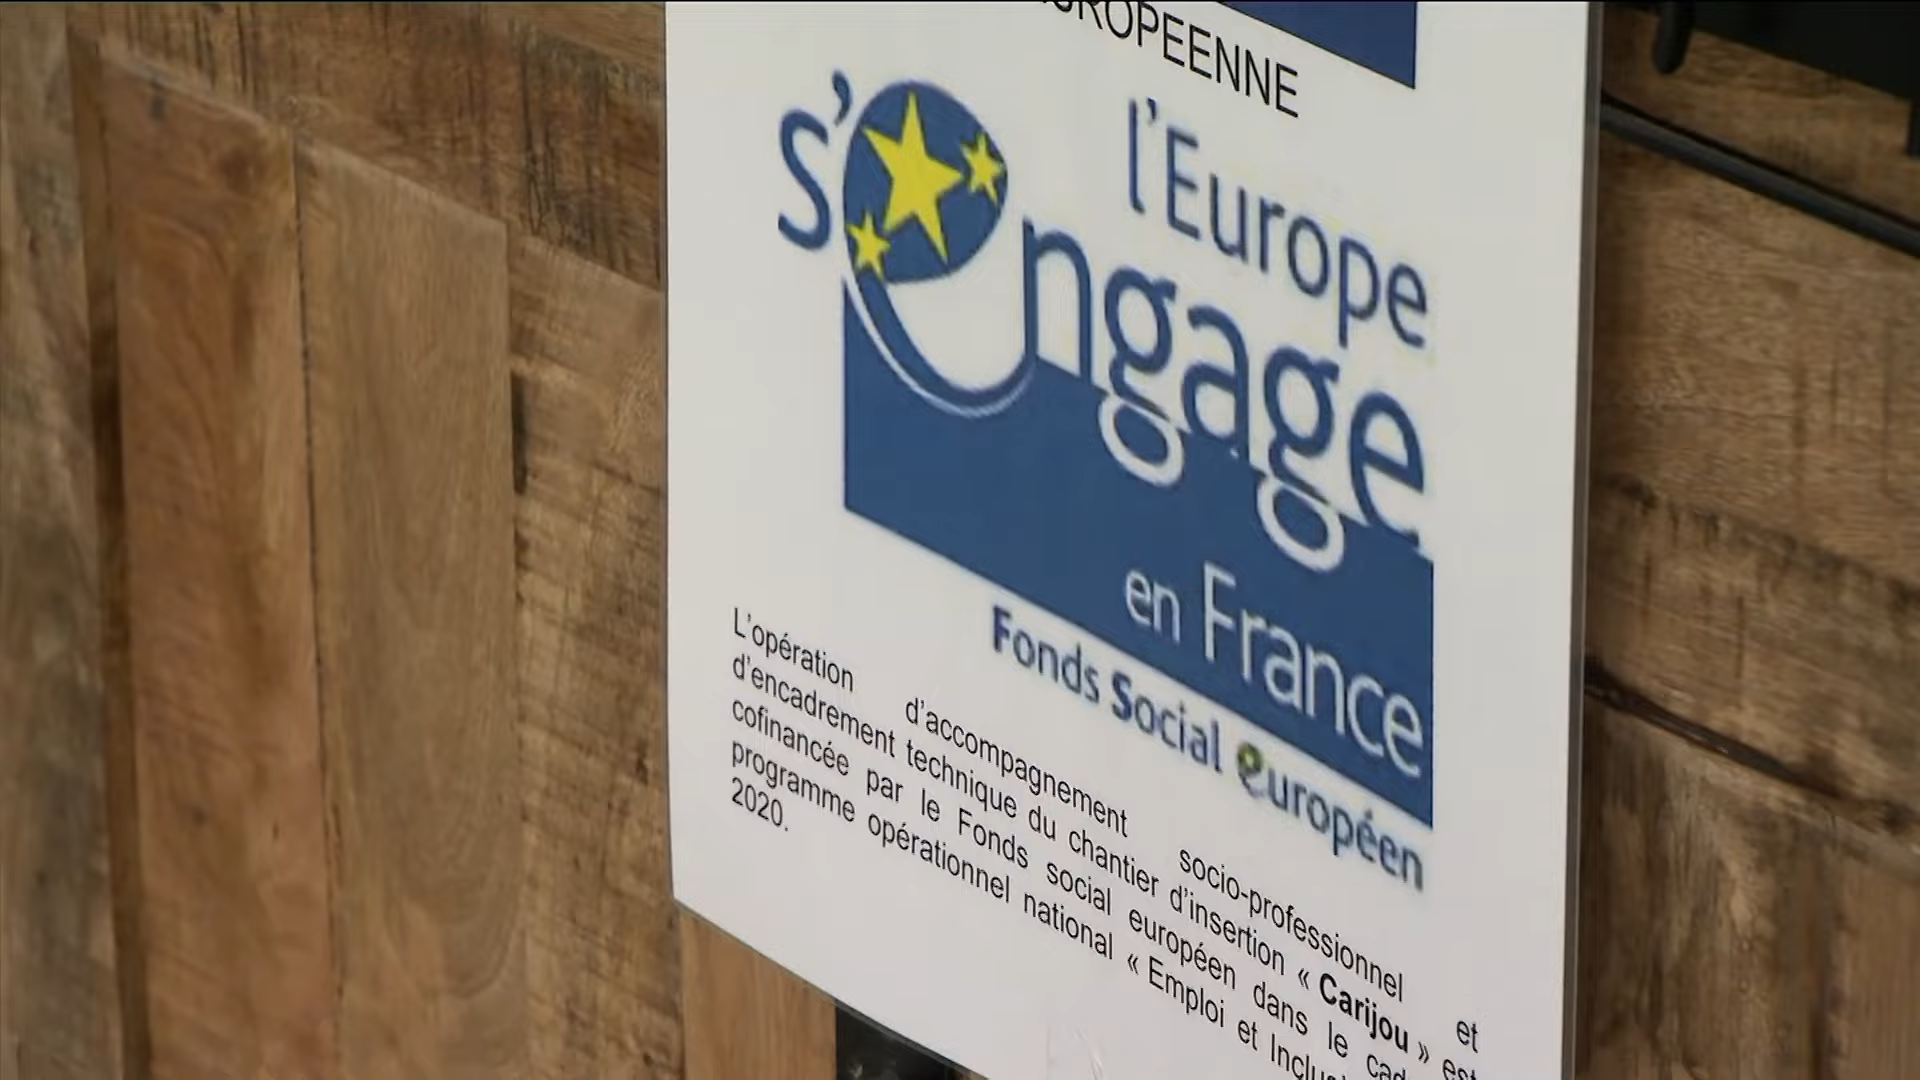 l'Europe
s'engage
en France
Fonds Social européen
L'opération d'accompagnement socio-professionnel et
d'encadrement technique du chantier d'insertion « Carijou » est
cofinancée par le Fonds social européen dans le
programme opérationnel national « Emploi et
2020.